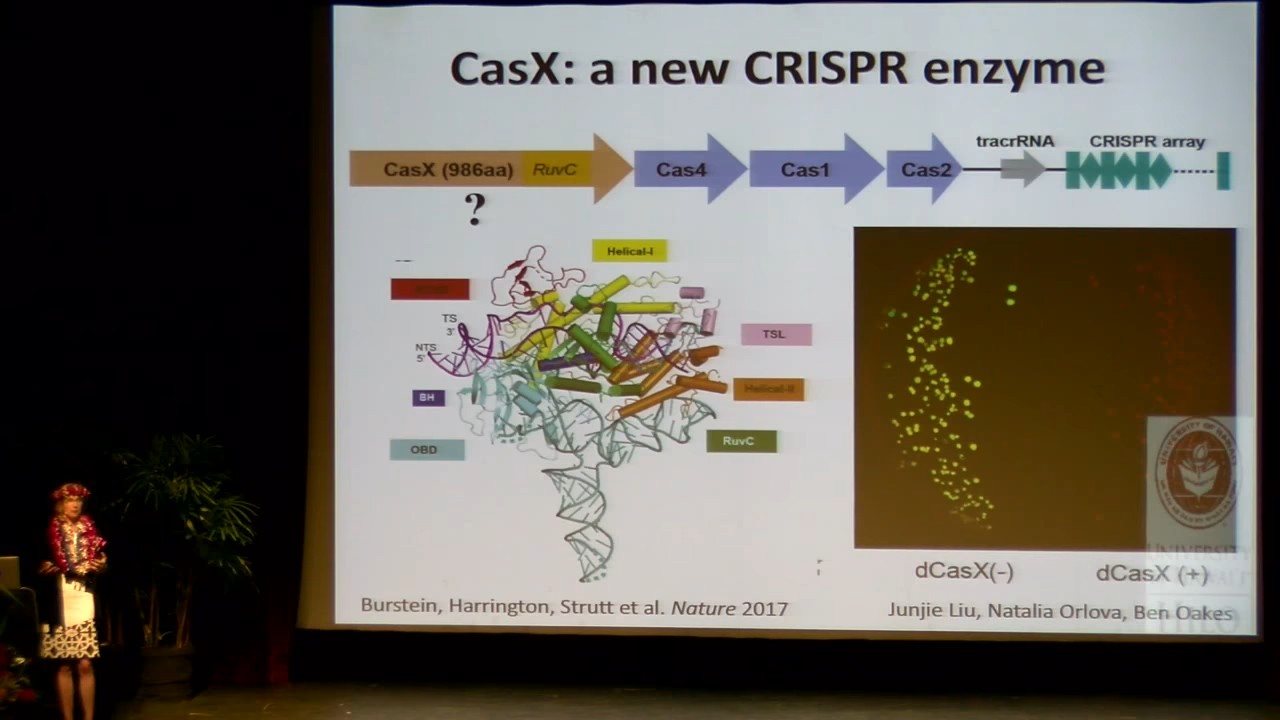 CasX: a new CRISPR enzyme
tracrRNA
CRISPR array
CasX (986aa)
RuvC
Cas4
Cas1
Cas2
?
Helical-I
TS
3'
TSL
NTS
5'
Helical-II
BH
RuvC
OBD
UNIVERSITY
dCasX(-)
dCasX (+)
Burstein, Harrington, Strutt et al. Nature 2017
Junjie Liu, Natalia Orlova, Ben Oakes
HILO